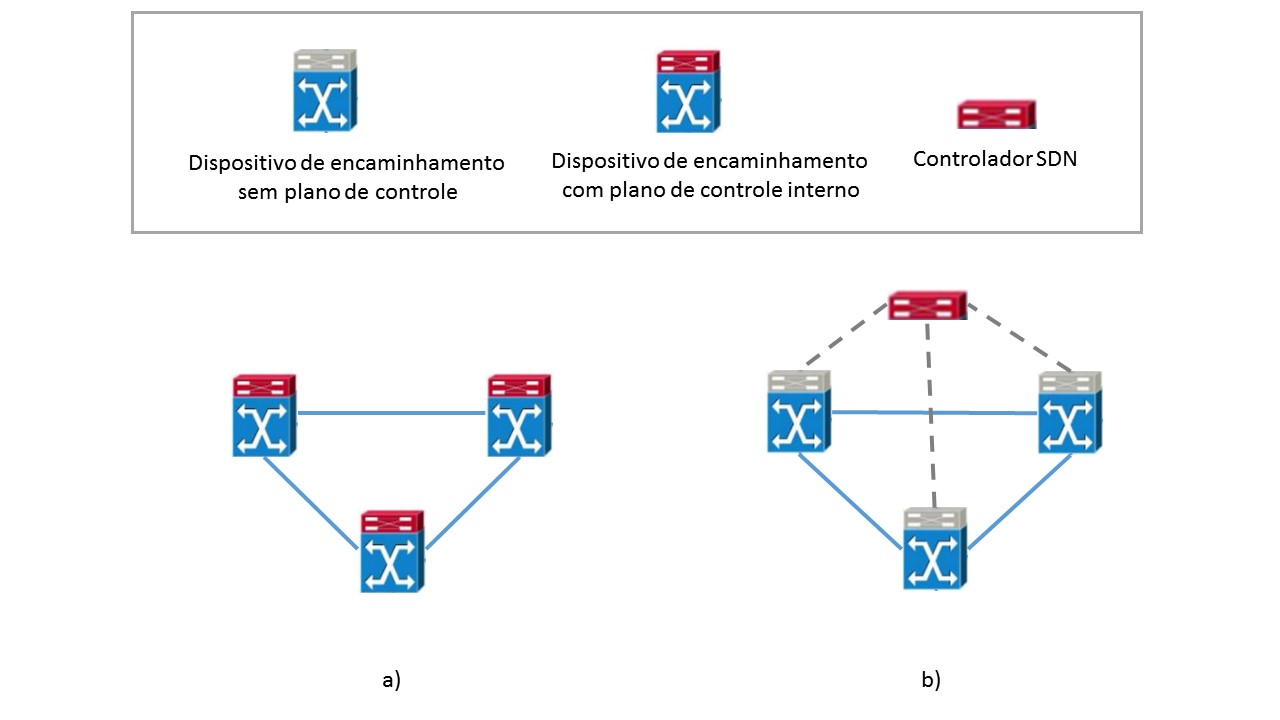 Dispositivo de encaminhamento
sem plano de controle
Dispositivo de encaminhamento
com plano de controle interno
Controlador SDN
a)
b)